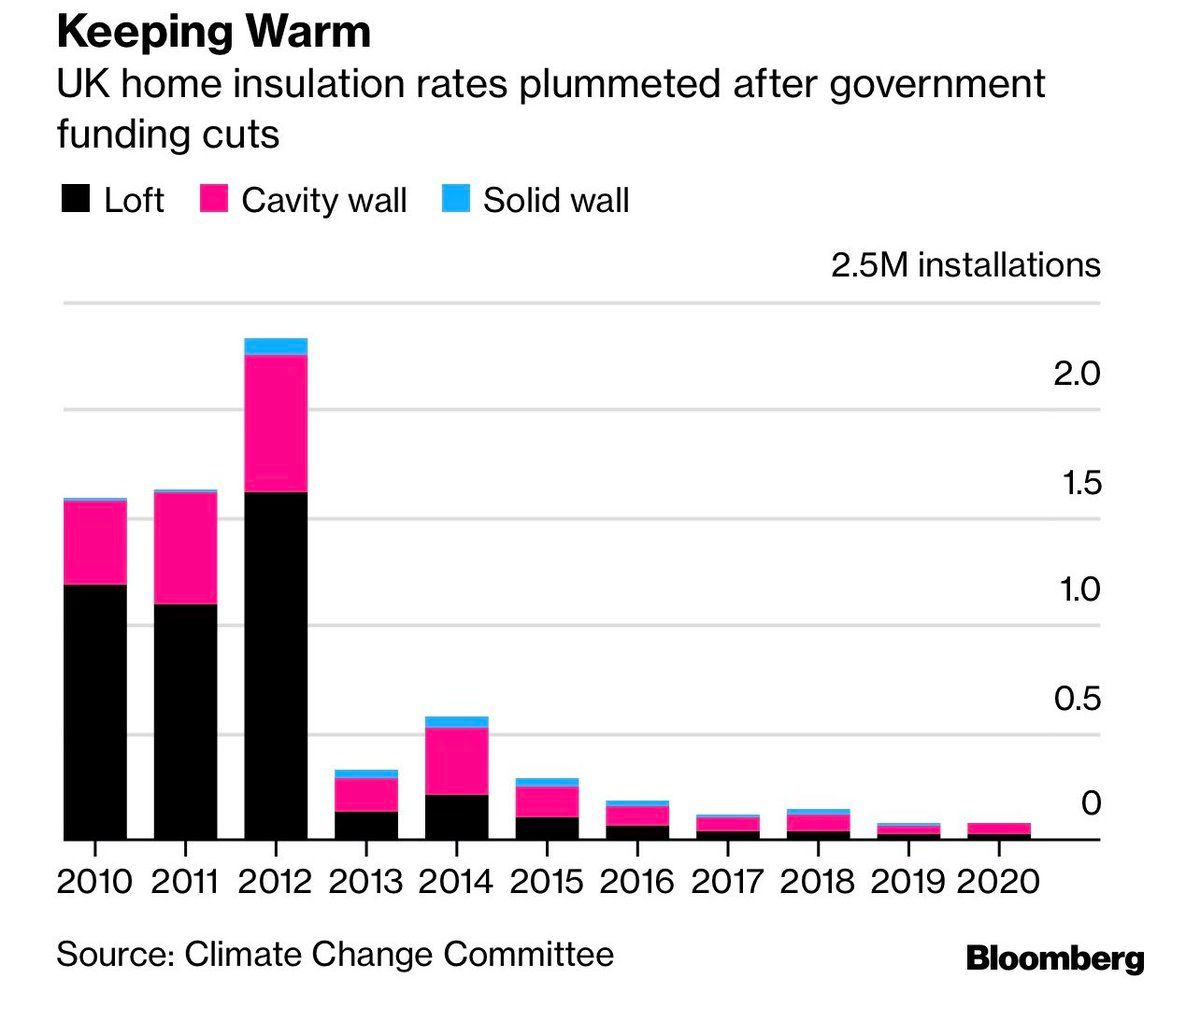 Keeping Warm
UK home insulation rates plummeted after government
funding cuts
Loft Cavity wall Solid wall
2.5M installations
2.0
1.5
1.0
0.5
0
2010 2011 2012 2013 2014 2015 2016 2017 2018 2019 2020
Source: Climate Change Committee
Bloomberg